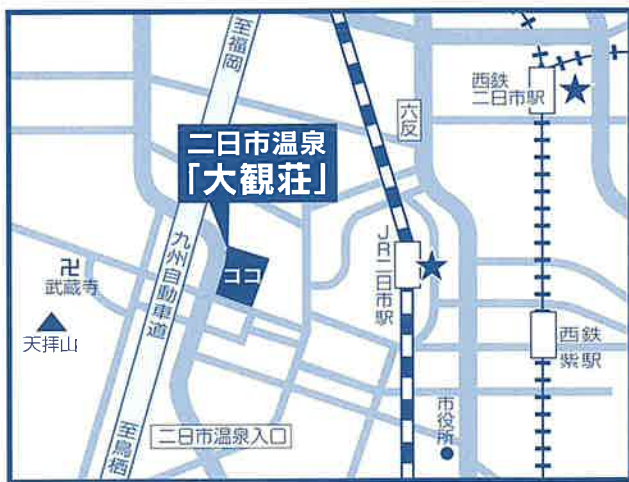 至福岡
二日市温泉
「大観荘」
ココ
九州自動車道
卍
武蔵寺
天拝山
至鳥栖
二日市温泉入口
六反
JR二日市駅
市役所
西鉄
二日市駅
西鉄
紫駅